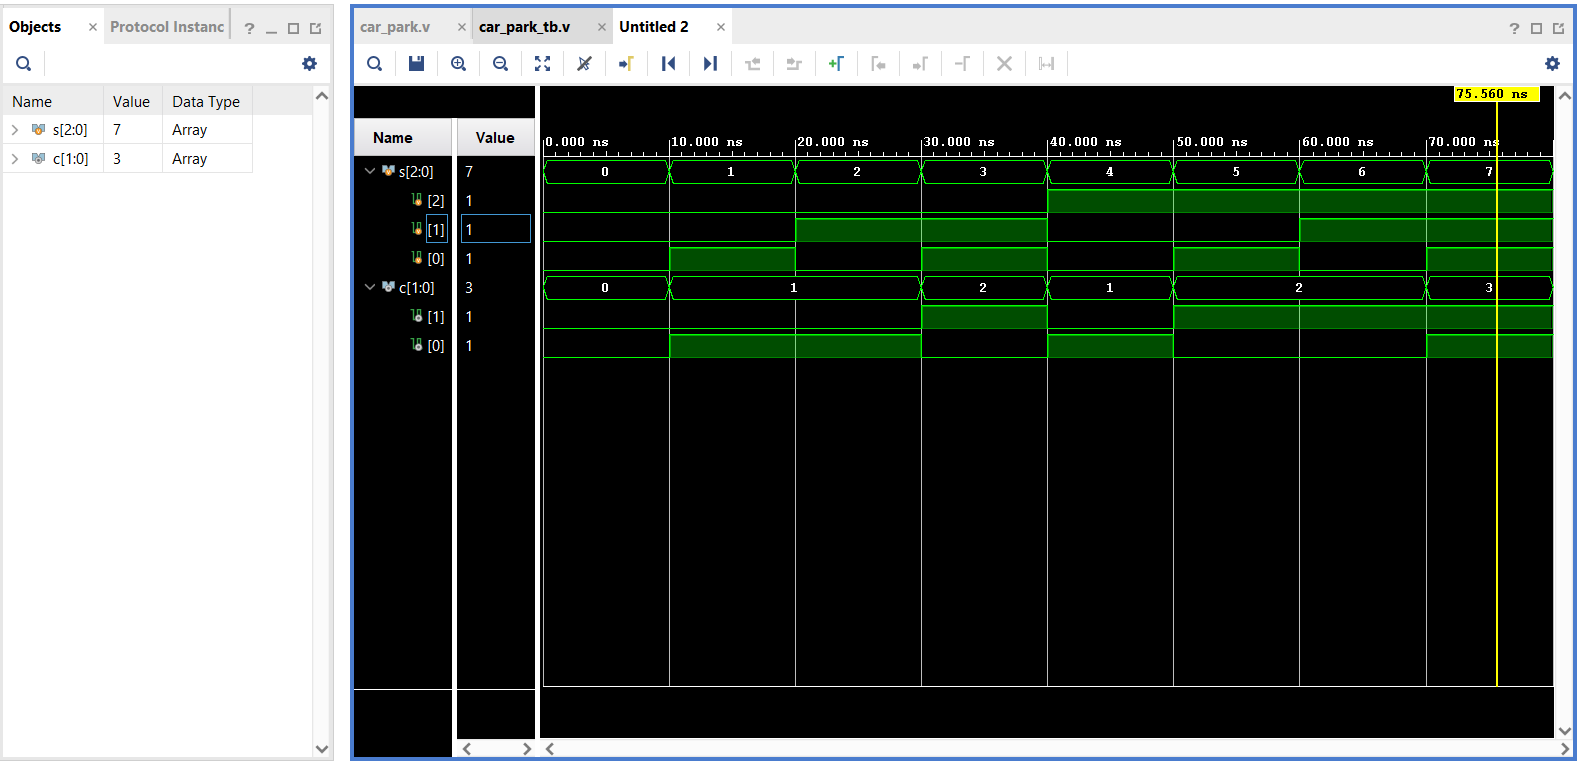 Objects × Protocol Instanc ?
Name Value Data Type
s[2:0] 7 Array
c[1:0] 3 Array
car_park.v × car_park_tb.v × Untitled 2 × ?
75.560 ns
Name Value
0.000 ns 10.000 ns 20.000 ns 30.000 ns 40.000 ns 50.000 ns 60.000 ns 70.000 ns
s[2:0] 7 0 1 2 3 4 5 6 7
[2] 1
[1] 1
[0] 1
c[1:0] 3 0 1 2 1 2 3
[1] 1
[0] 1